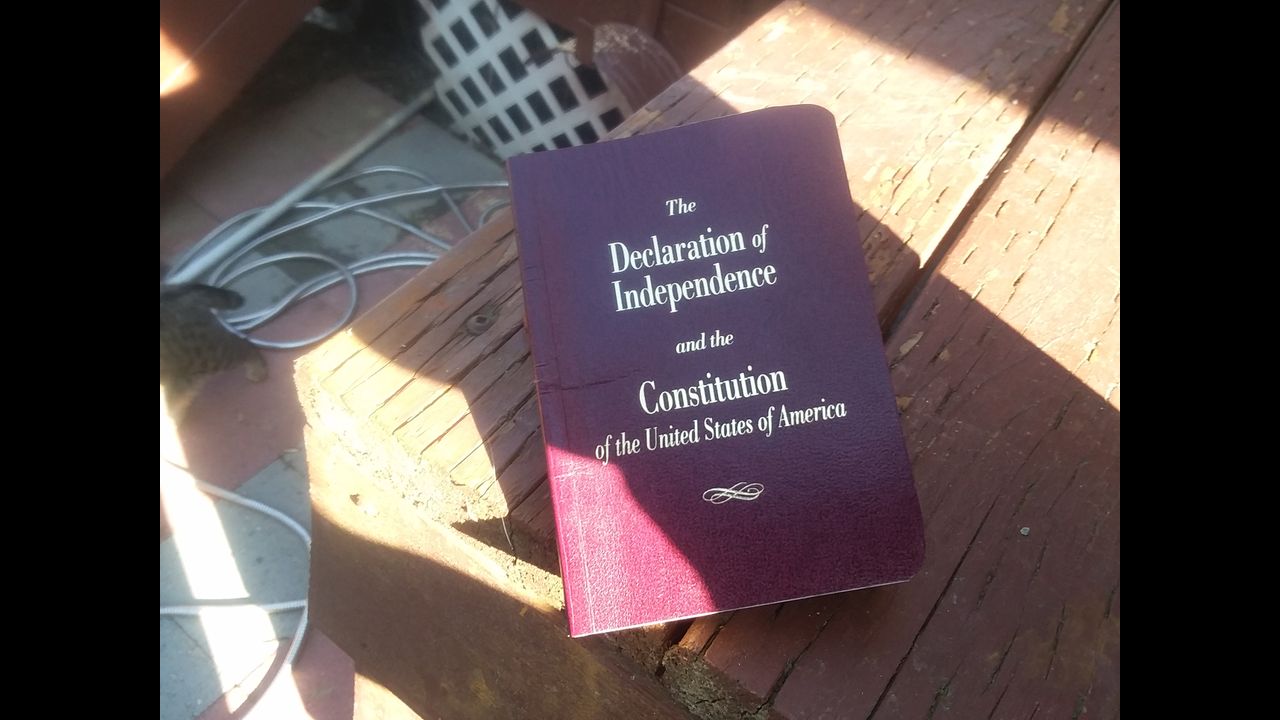 The
Declaration of
Independence
and the
Constitution
of the United States of America